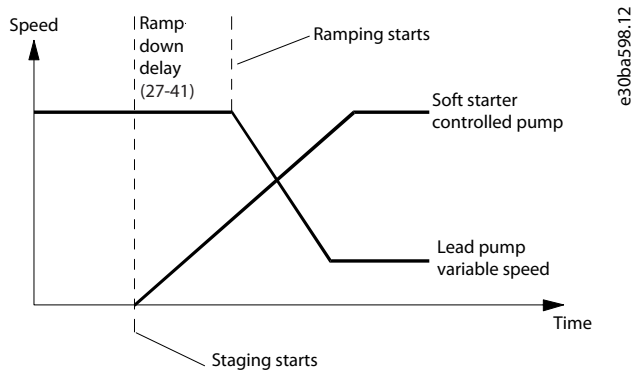 Speed
Ramp
down
delay
(27-41)
Ramping starts
Soft starter
controlled pump
Lead pump
variable speed
Time
Staging starts
e30ba598.12